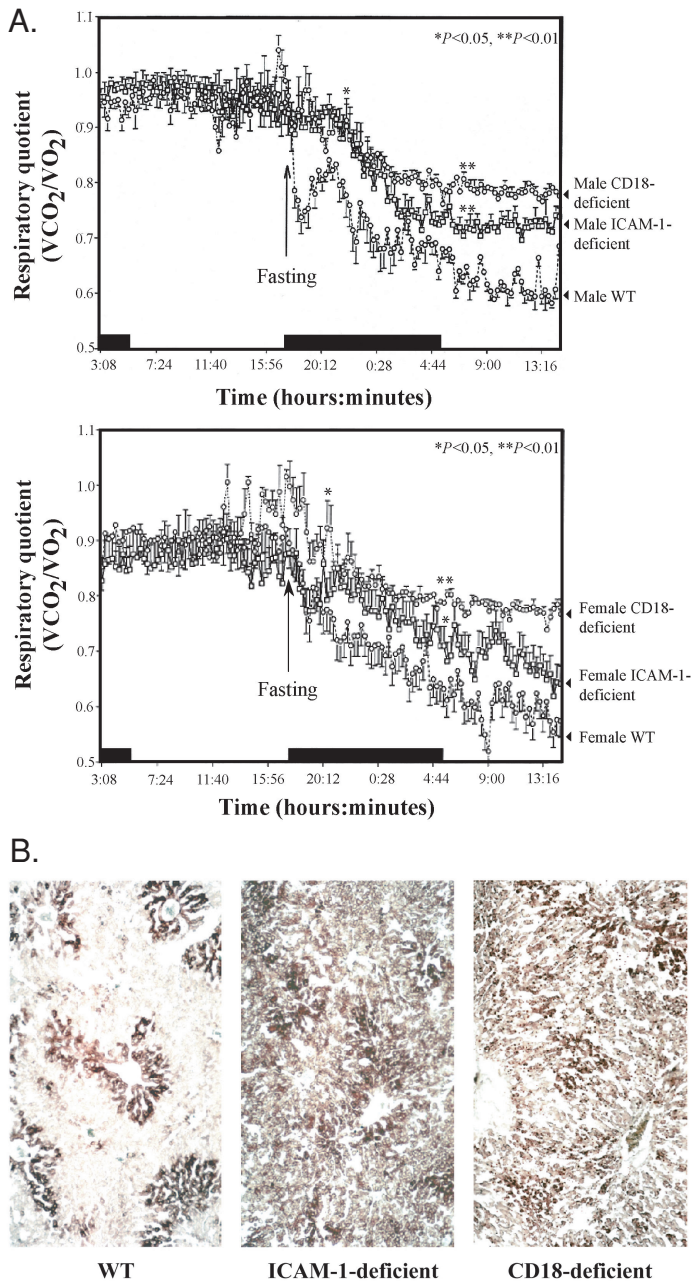 A.
*P<0.05, **P<0.01
1.1
1.0
0.9
0.8
0.7
0.6
0.5
Respiratory quotient
(VCO2/VO2)
*
**
**
Fasting
Male CD18-
deficient
Male ICAM-1-
deficient
Male WT
3:08 7:24 11:40 15:56 20:12 0:28 4:44 9:00 13:16
Time (hours:minutes)
*P<0.05, **P<0.01
1.1
1.0
0.9
0.8
0.7
0.6
0.5
Respiratory quotient
(VCO2/VO2)
*
**
*
Fasting
Female CD18-
deficient
Female ICAM-1-
deficient
Female WT
3:08 7:24 11:40 15:56 20:12 0:28 4:44 9:00 13:16
Time (hours:minutes)
B.
WT ICAM-1-deficient CD18-deficient